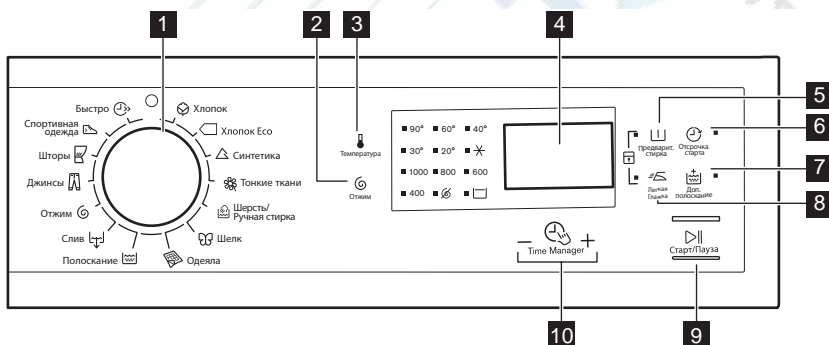 1
2
3
4
5
6
7
8
9
10
Быстро
Спортивная
одежда
Шторы
Джинсы
Отжим
Слив
Полоскание
Хлопок
Хлопок Eco
Синтетика
Тонкие ткани
Шерсть/
Ручная стирка
Шелк
Одеяла
Температура
Отжим
90° 60° 40°
30° 20°
1000 800 600
400
Time Manager
Предварит.
стирка
Отсрочка
старта
Легкая
Глажка
Доп.
полоскание
Старт/Пауза